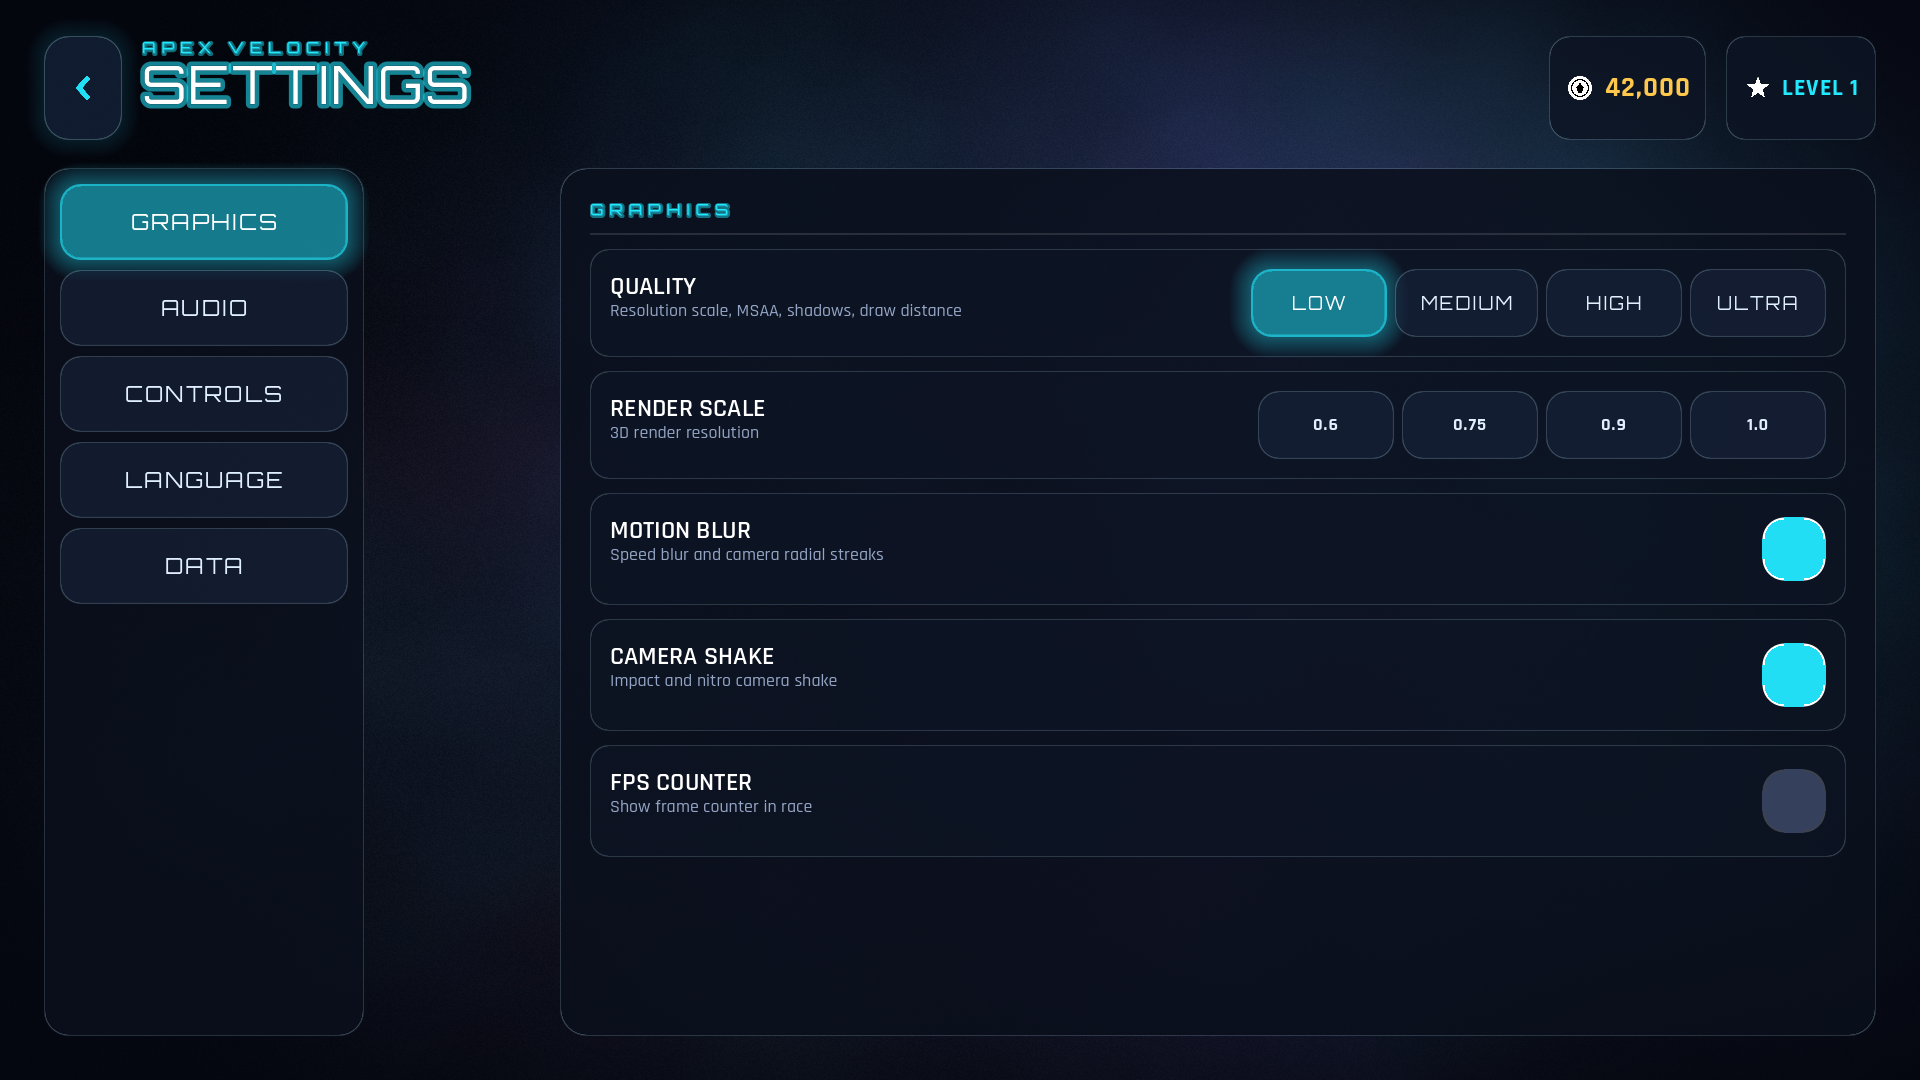 APEX VELOCITY
SETTINGS
42,000
LEVEL 1
GRAPHICS
AUDIO
CONTROLS
LANGUAGE
DATA
GRAPHICS
QUALITY
Resolution scale, MSAA, shadows, draw distance
LOW
MEDIUM
HIGH
ULTRA
RENDER SCALE
3D render resolution
0.6
0.75
0.9
1.0
MOTION BLUR
Speed blur and camera radial streaks
CAMERA SHAKE
Impact and nitro camera shake
FPS COUNTER
Show frame counter in race